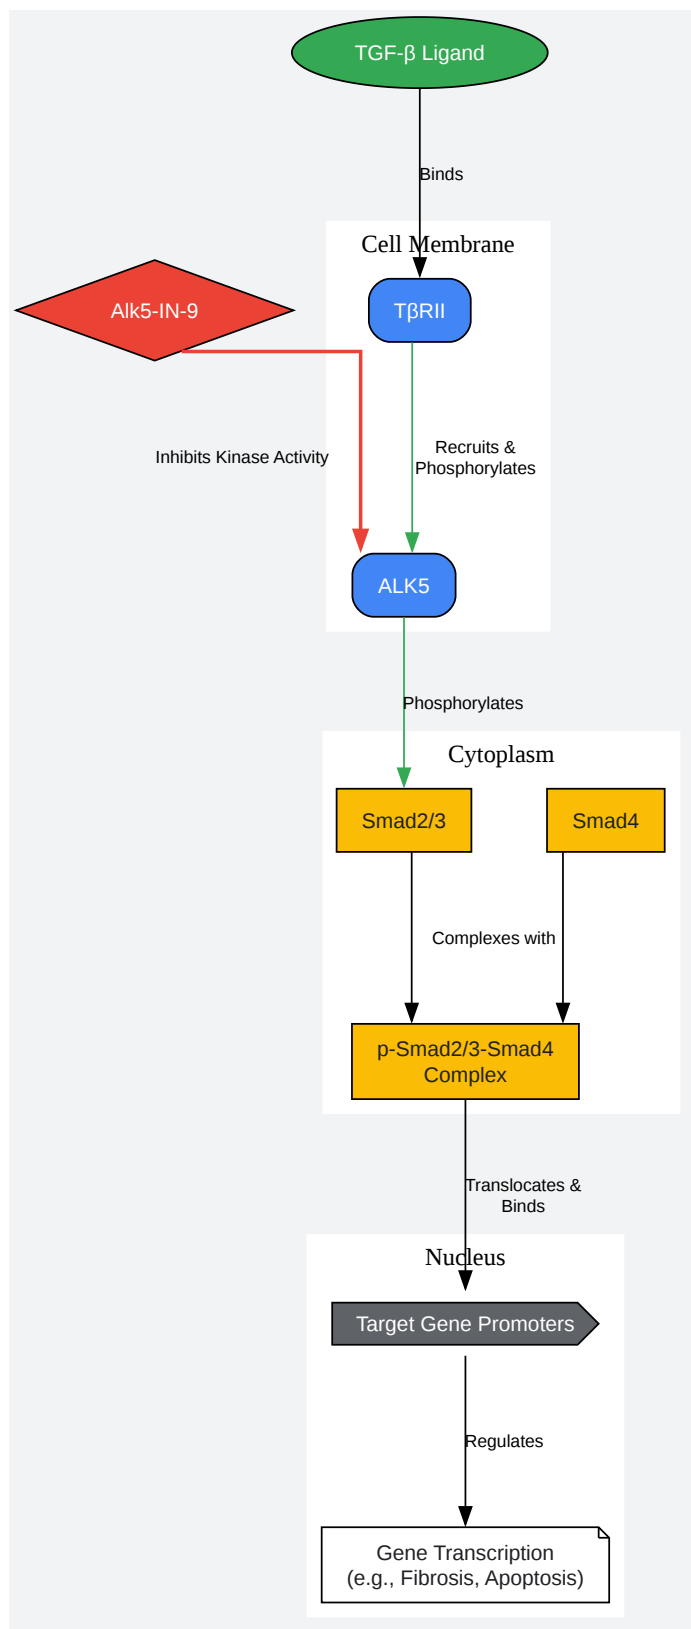 TGF-β Ligand
Binds
Cell Membrane
Alk5-IN-9
TβRII
Inhibits Kinase Activity
Recruits &
Phosphorylates
ALK5
Phosphorylates
Cytoplasm
Smad2/3
Smad4
Complexes with
p-Smad2/3-Smad4
Complex
Translocates &
Binds
Nucleus
Target Gene Promoters
Regulates
Gene Transcription
(e.g., Fibrosis, Apoptosis)